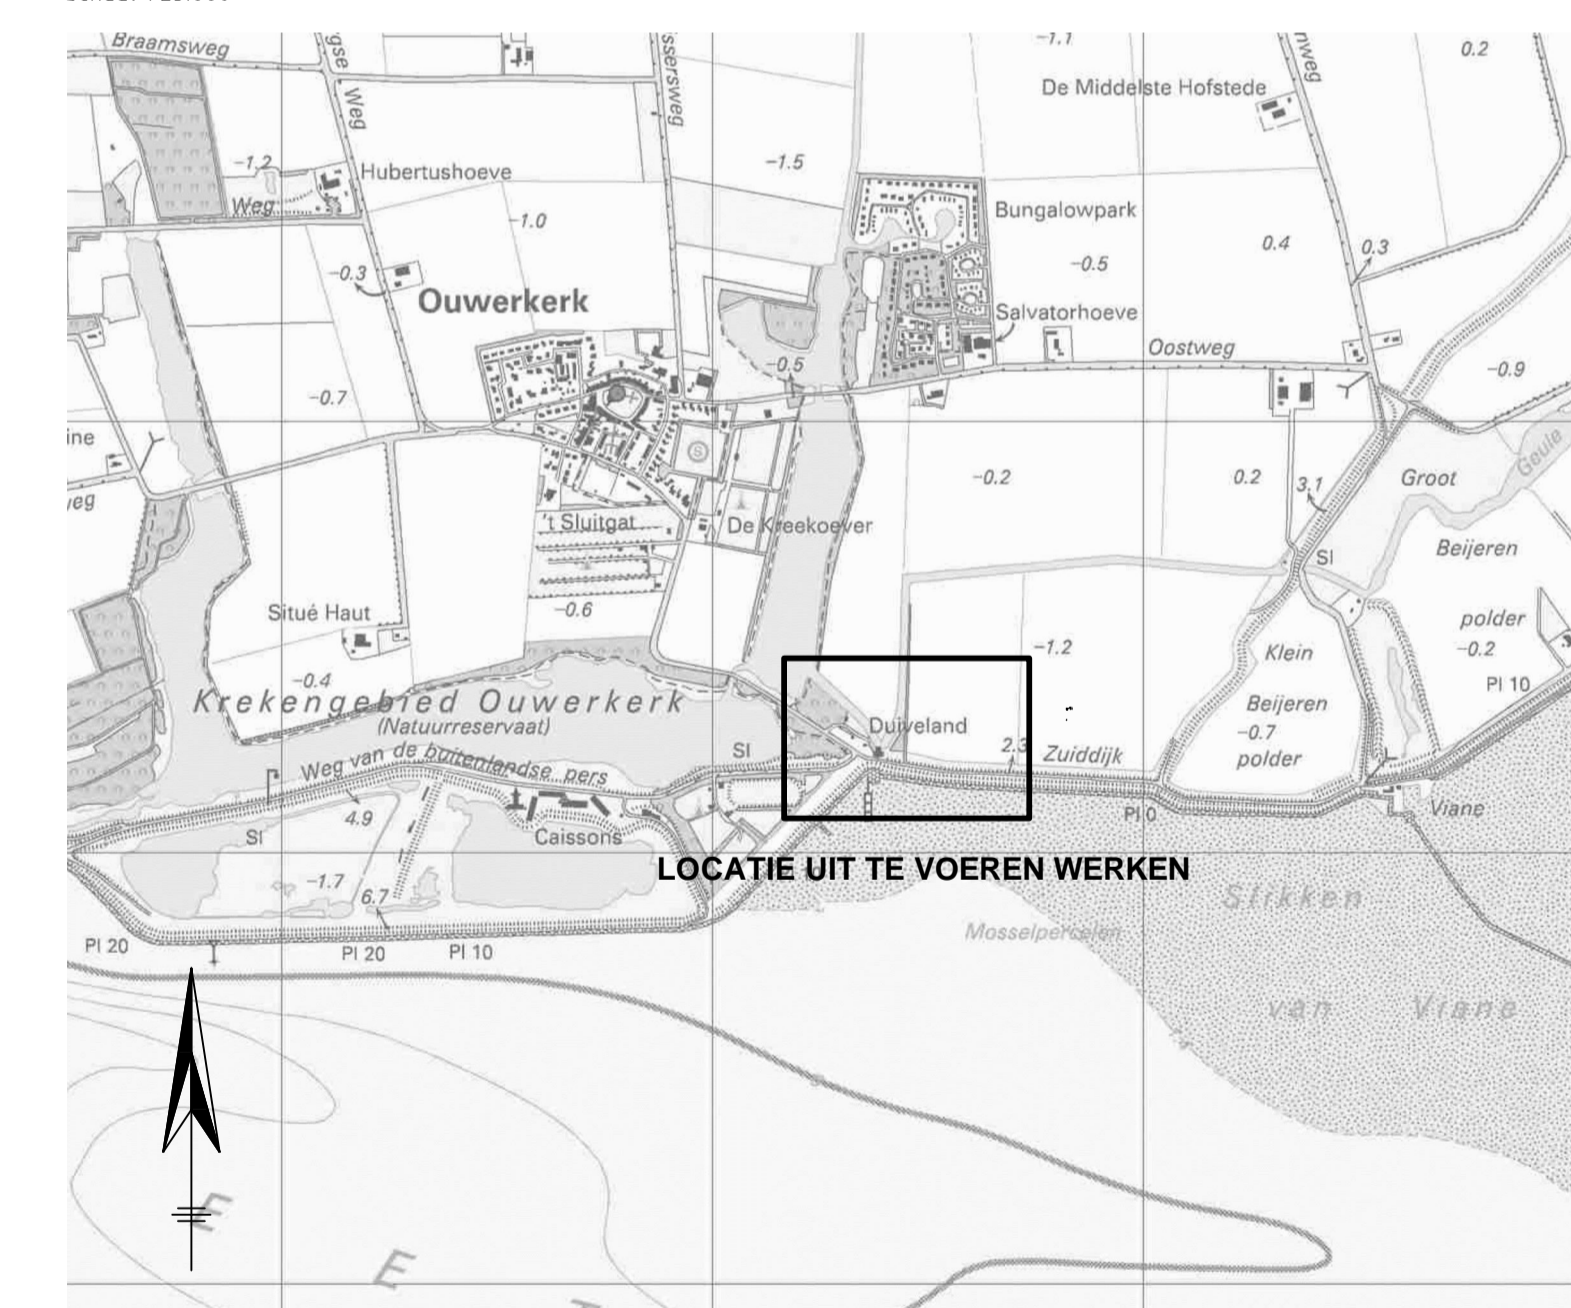 Braamsweg
-1.1
0.2
De Middelste Hofstede
Weg
-1.2
Hubertushoeve
-1.5
Weg
-1.0
Bungalowpark
0.4
0.3
-0.3
-0.5
Ouwerkerk
Salvatorhoeve
Oostweg
-0.5
-0.9
-0.7
ine
S
-0.2
0.2
3.1
Groot
Geule
't Sluitgat
De Kreekoever
Sl
Beijeren
Situé Haut
-0.6
polder
-0.2
-1.2
Klein
-0.4
Krekengebied Ouwerkerk
Pl 10
(Natuurreservaat)
Duiveland
Beijeren
-0.7
polder
Sl
2.3
Zuiddijk
Weg van de buitenlandse pers
4.9
Sl
Caissons
Pl 0
Viane
LOCATIE UIT TE VOEREN WERKEN
-1.7
6.7
Slikken
Mosselpercelen
Pl 20
Pl 20
Pl 10
van Viane
E
E